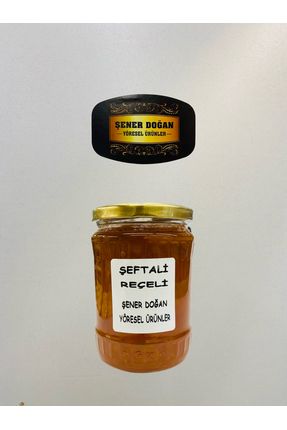 ŞENER DOĞAN
YÖRESEL ÜRÜNLER
ŞEFTALİ
REÇELİ
ŞENER DOĞAN
YÖRESEL ÜRÜNLER